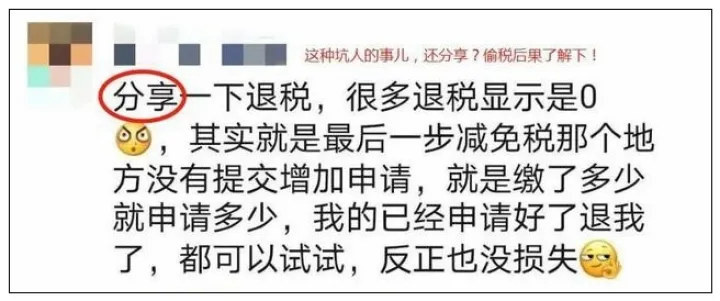 这种坑人的事儿，还分享？偷税后果了解下！
分享一下退税，很多退税显示是0
，其实就是最后一步减免税那个地
方没有提交增加申请，就是缴了多少
就申请多少，我的已经申请好了退我
了，都可以试试，反正也没损失